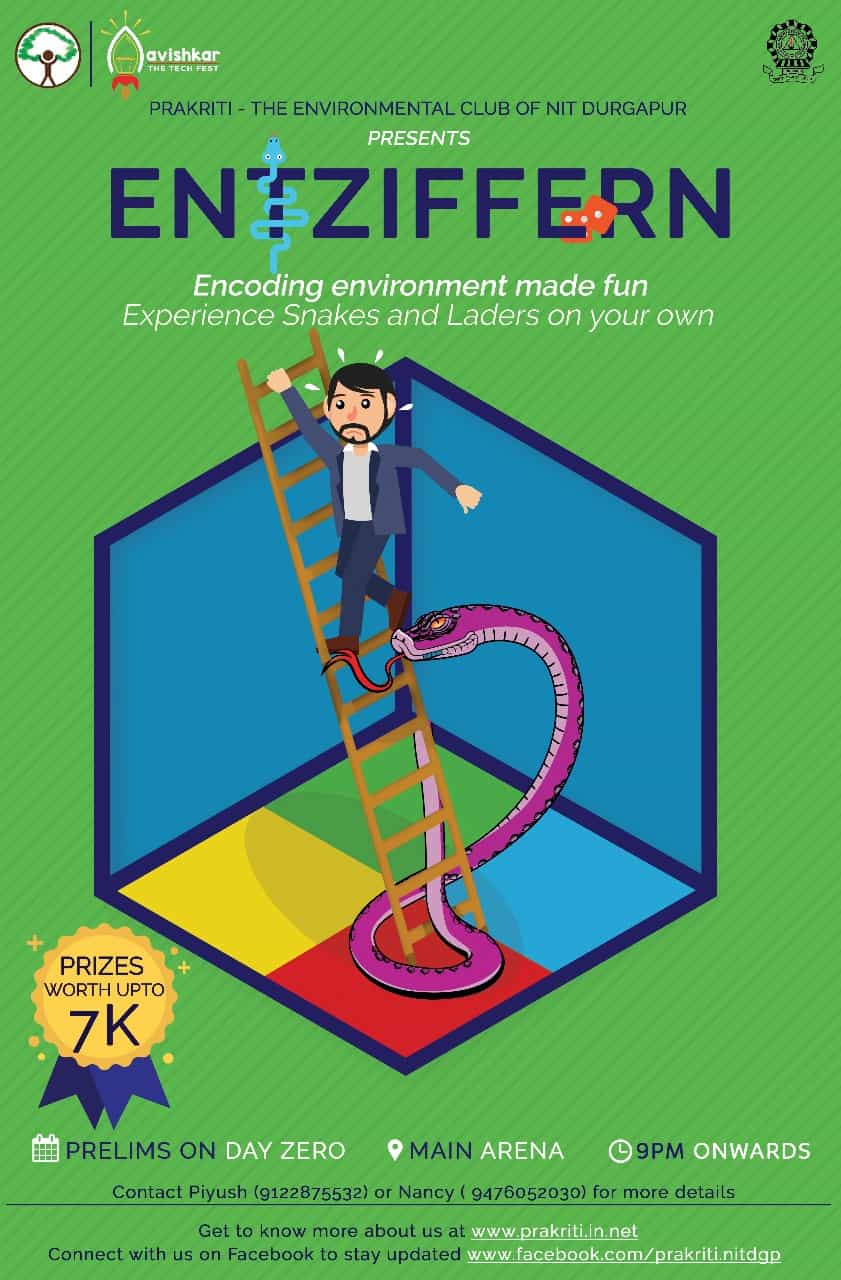 avishkar
THE TECH FEST
PRAKRITI - THE ENVIRONMENTAL CLUB OF NIT DURGAPUR
PRESENTS
ENTZIFFERN
Encoding environment made fun
Experience Snakes and Laders on your own
PRIZES
WORTH UPTO
7K
PRELIMS ON DAY ZERO
MAIN ARENA
9PM ONWARDS
Contact Piyush (9122875532) or Nancy ( 9476052030) for more details
Get to know more about us at www.prakriti.in.net
Connect with us on Facebook to stay updated www.facebook.com/prakriti.nitdgp